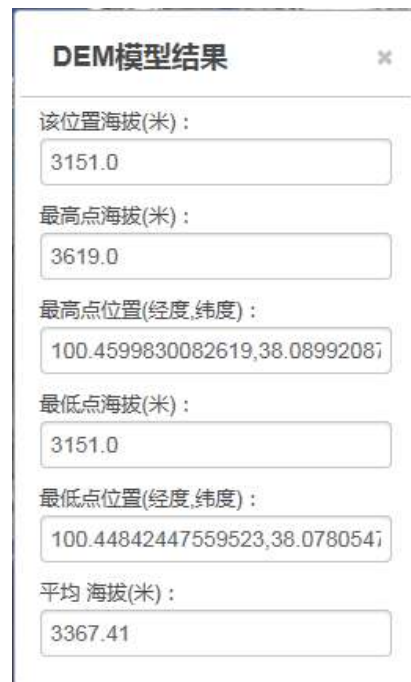 DEM模型结果 ×
该位置海拔(米)：
3151.0
最高点海拔(米)：
3619.0
最高点位置(经度,纬度)：
100.4599830082619,38.08992087
最低点海拔(米)：
3151.0
最低点位置(经度,纬度)：
100.44842447559523,38.0780547
平均 海拔(米)：
3367.41